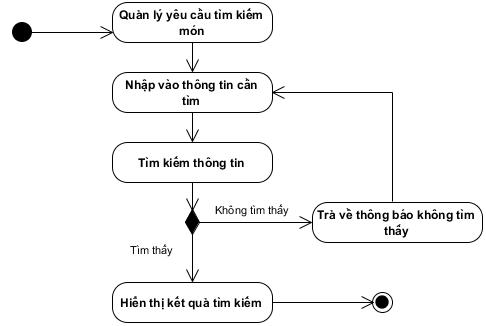 Quản lý yêu cầu tìm kiếm
món
Nhập vào thông tin cần
tìm
Tìm kiếm thông tin
Không tìm thấy
Trả về thông báo không tìm
thấy
Tìm thấy
Hiển thị kết quả tìm kiếm